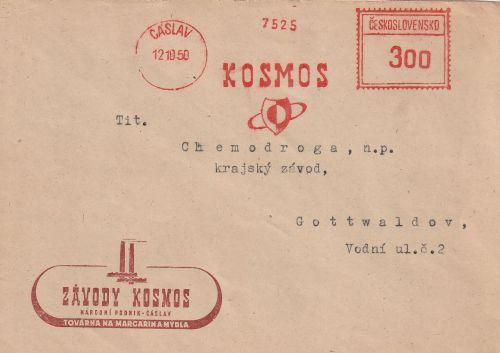 7525
ČÁSLAV
12.10.50
ČESKOSLOVENSKO
300
KOSMOS
Tit.
Chemodroga, n.p.
krajský závod,
Gottwaldov,
Vodní ul.č.2
ZÁVODY KOSMOS
NÁRODNÍ PODNIK-ČÁSLAV
TOVÁRNA NA MARGARIN A MÝDLA